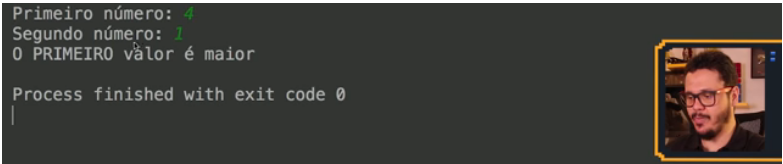 Primeiro número: 4
Segundo número: 1
O PRIMEIRO valor é maior
Process finished with exit code 0